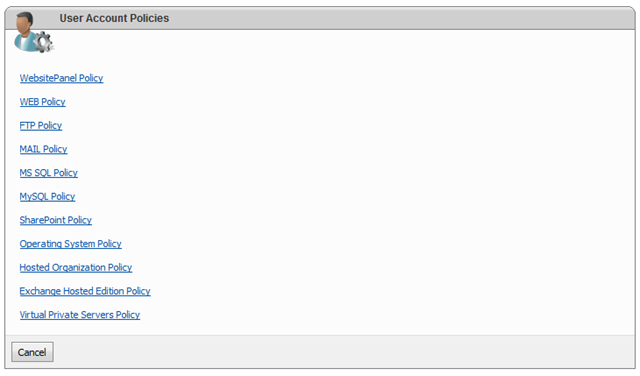 User Account Policies
WebsitePanel Policy
WEB Policy
FTP Policy
MAIL Policy
MS SQL Policy
MySQL Policy
SharePoint Policy
Operating System Policy
Hosted Organization Policy
Exchange Hosted Edition Policy
Virtual Private Servers Policy
Cancel